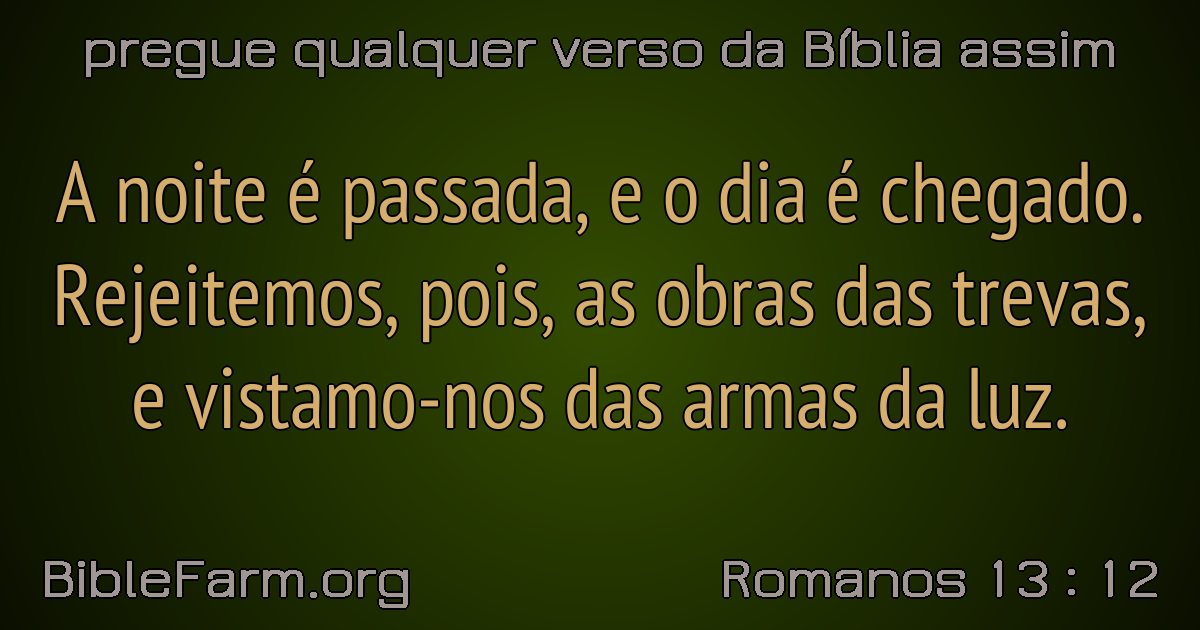 pregue qualquer verso da Bíblia assim
A noite é passada, e o dia é chegado.
Rejeitemos, pois, as obras das trevas,
e vistamo-nos das armas da luz.
BibleFarm.org
Romanos 13 : 12